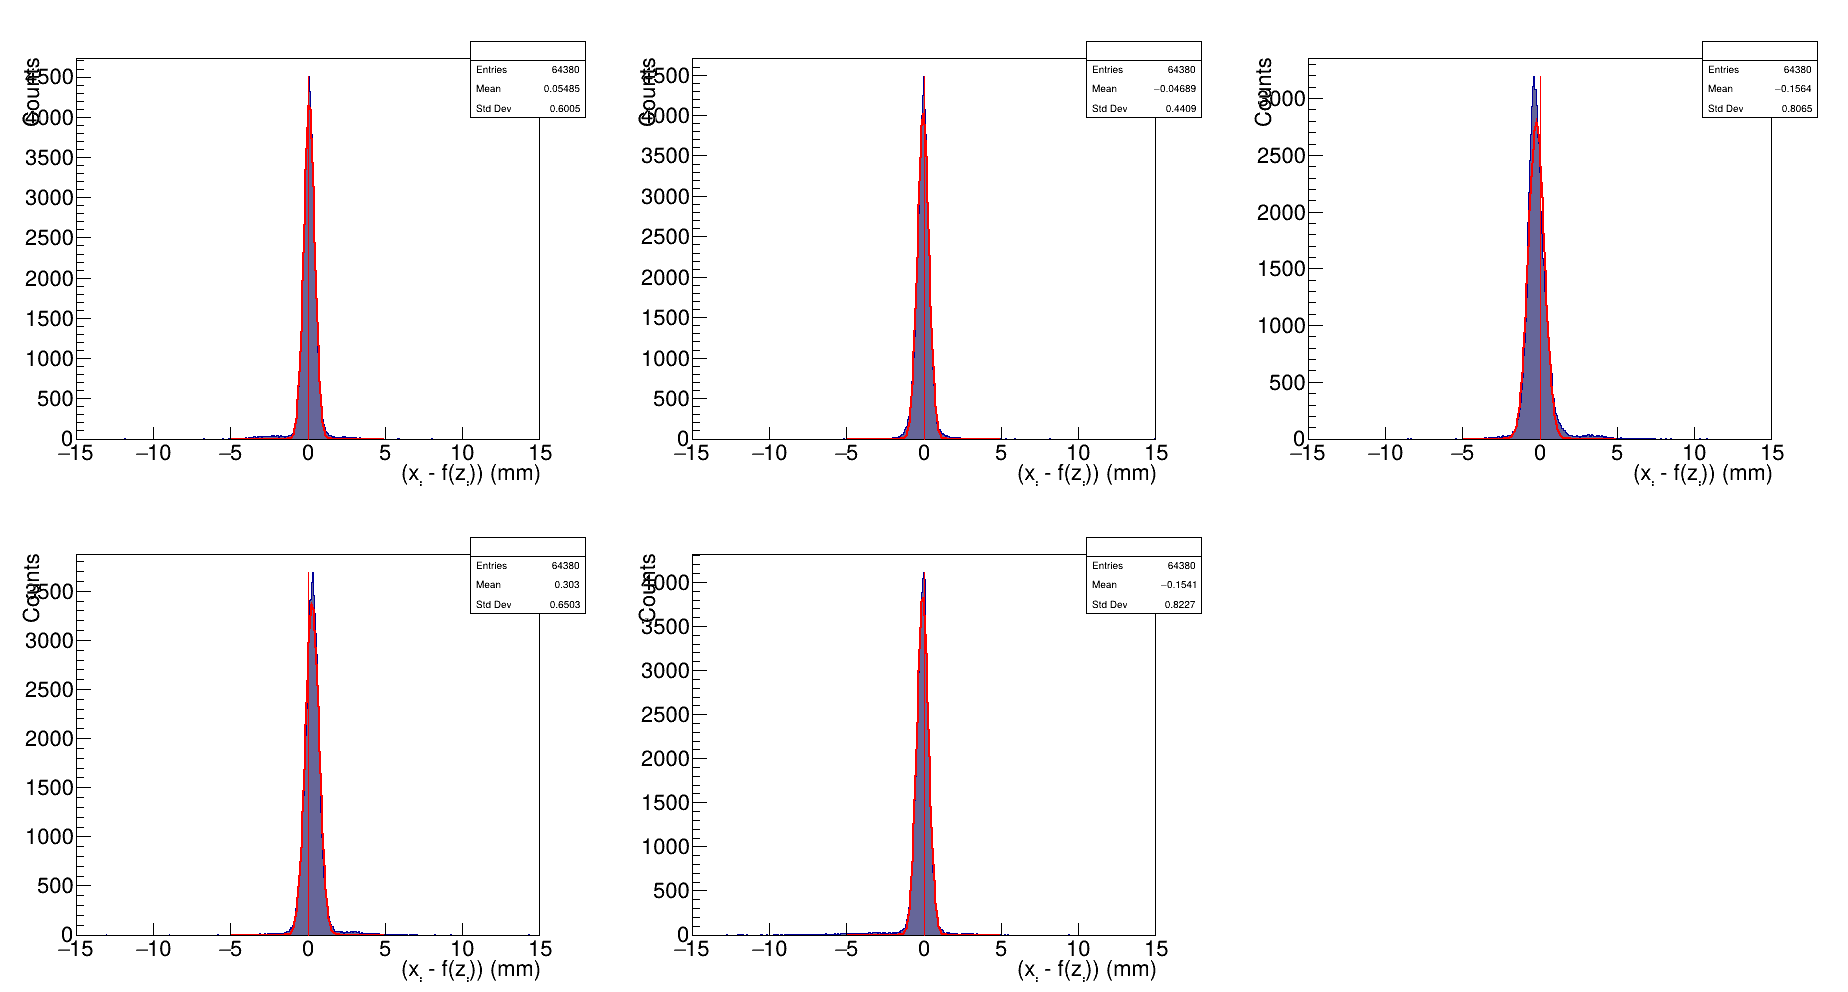 Counts
4500
4000
3500
3000
2500
2000
1500
1000
500
0
−15 −10 −5 0 5 10 15
(xi - f(zi)) (mm)
Entries 64380
Mean 0.05485
Std Dev 0.6005
Counts
4500
4000
3500
3000
2500
2000
1500
1000
500
0
−15 −10 −5 0 5 10 15
(xi - f(zi)) (mm)
Entries 64380
Mean −0.04689
Std Dev 0.4409
Counts
3000
2500
2000
1500
1000
500
0
−15 −10 −5 0 5 10 15
(xi - f(zi)) (mm)
Entries 64380
Mean −0.1564
Std Dev 0.8065
Counts
3500
3000
2500
2000
1500
1000
500
0
−15 −10 −5 0 5 10 15
(xi - f(zi)) (mm)
Entries 64380
Mean 0.303
Std Dev 0.6503
Counts
4000
3500
3000
2500
2000
1500
1000
500
0
−15 −10 −5 0 5 10 15
(xi - f(zi)) (mm)
Entries 64380
Mean −0.1541
Std Dev 0.8227